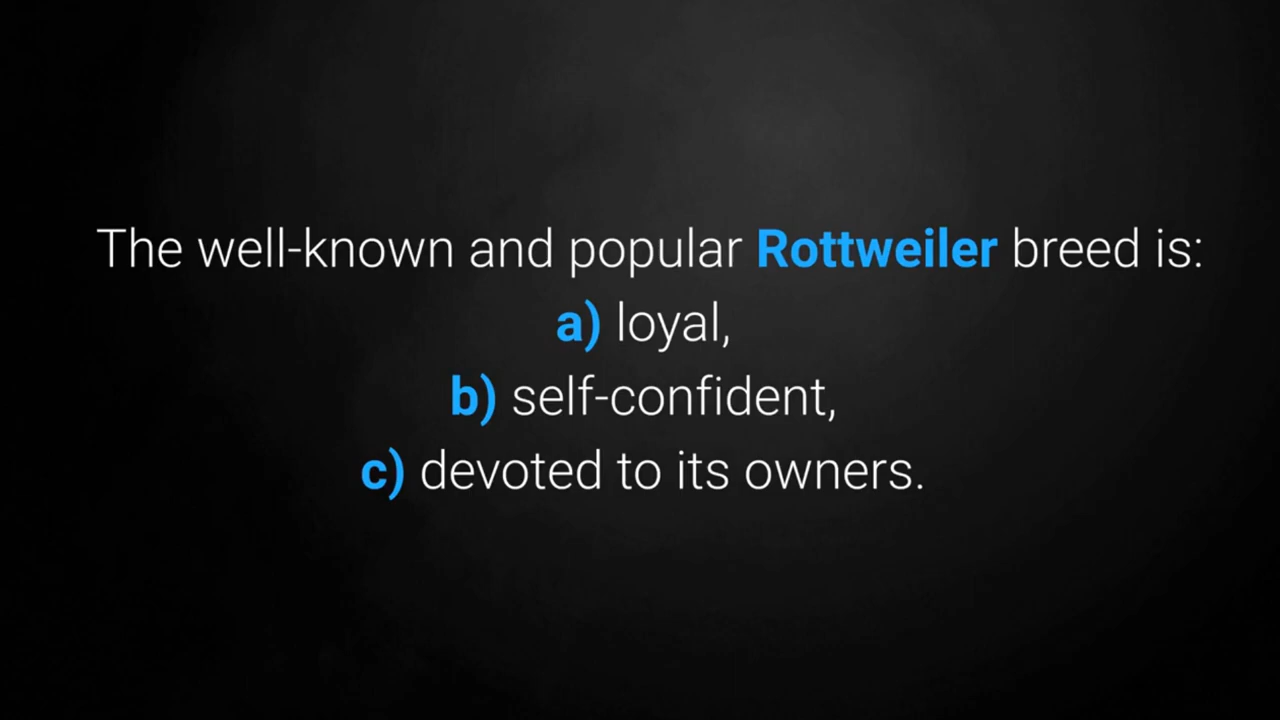 The well-known and popular Rottweiler breed is:
a) loyal,
b) self-confident,
c) devoted to its owners.